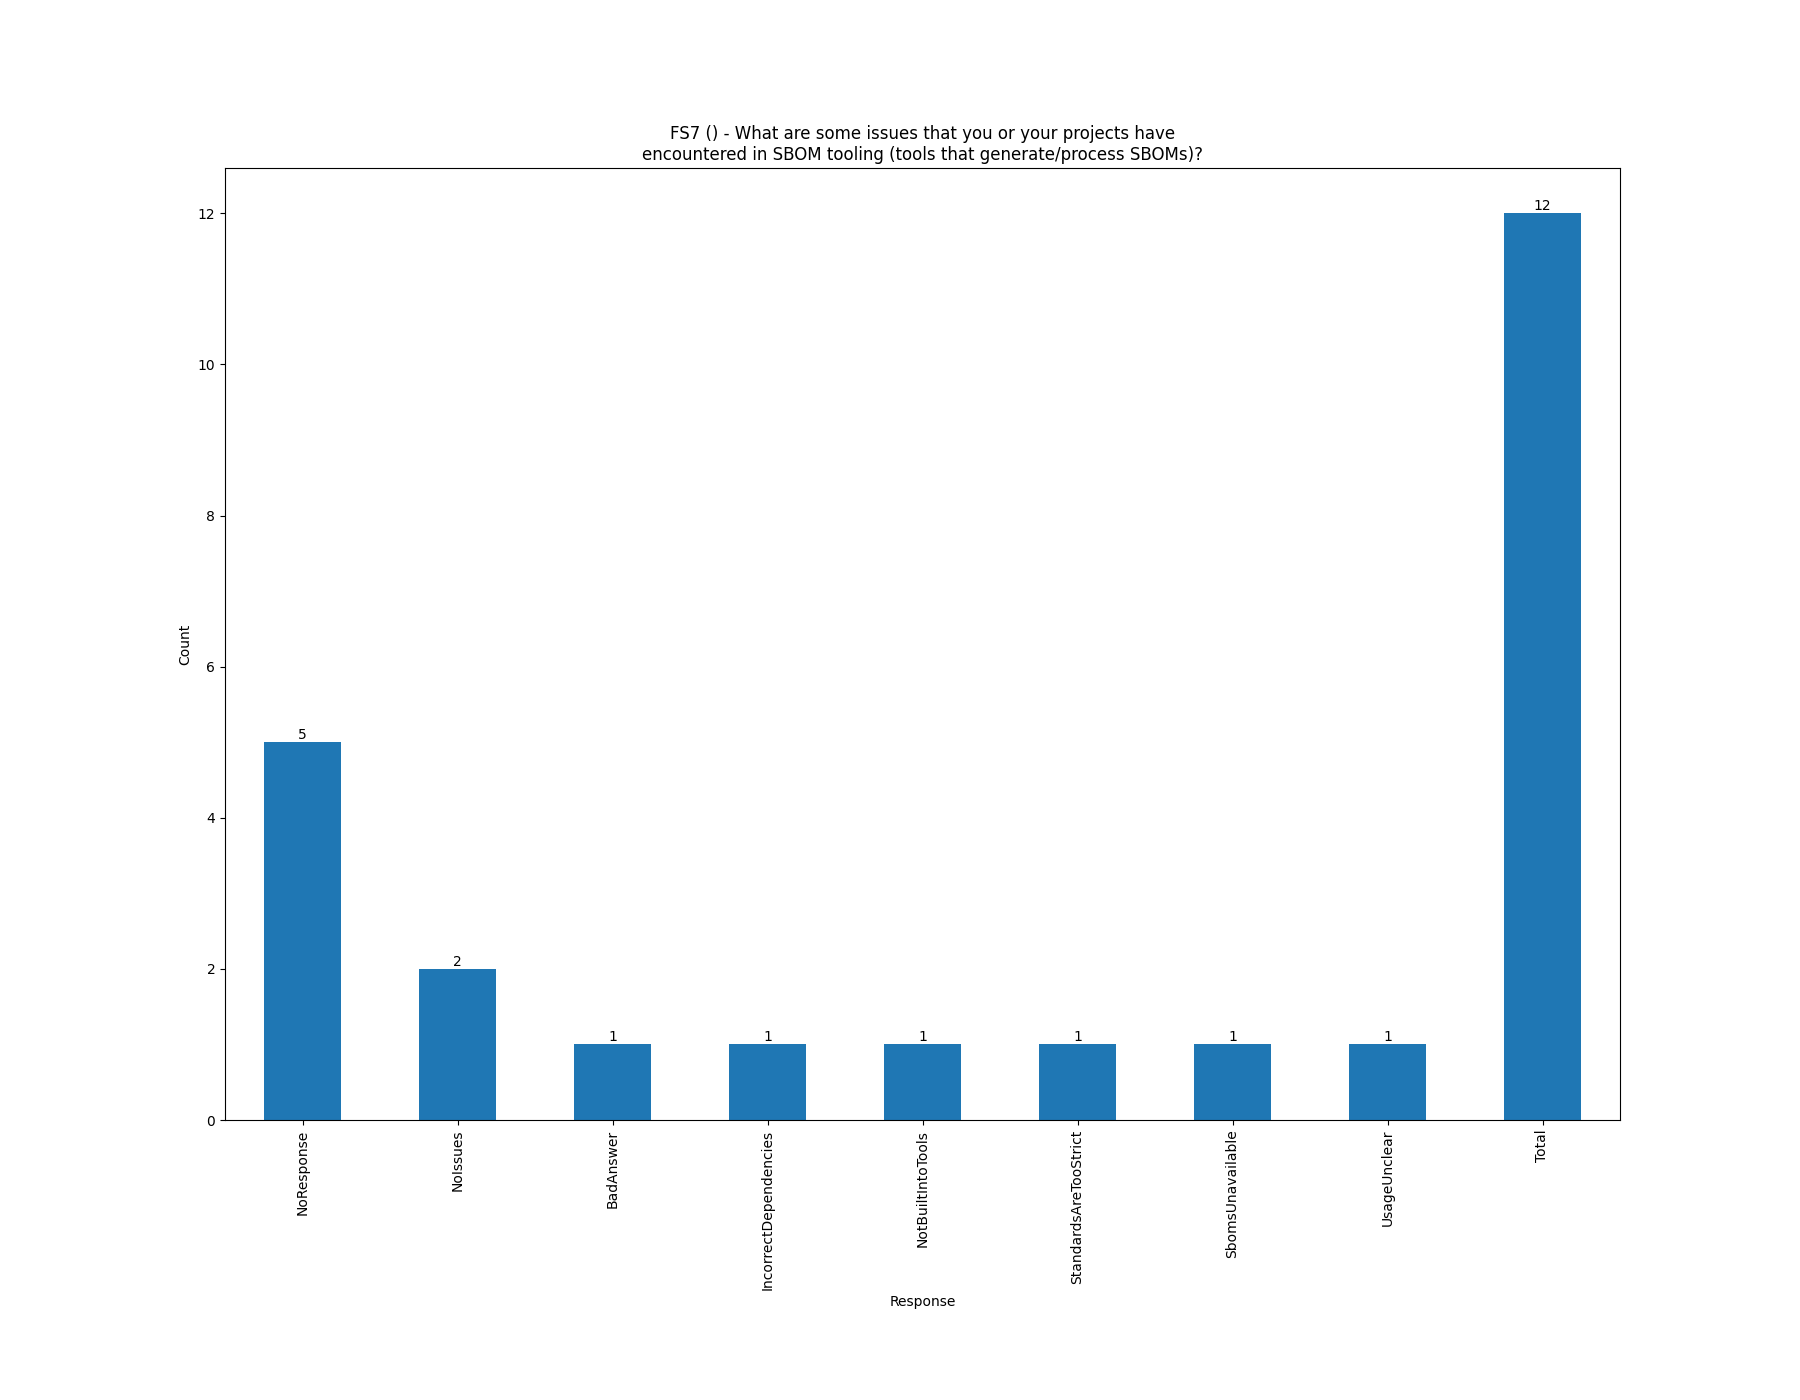 FS7 () - What are some issues that you or your projects have
encountered in SBOM tooling (tools that generate/process SBOMs)?
12
10
8
6
4
2
0
Count
5
2
1
1
1
1
1
1
12
NoResponse
NoIssues
BadAnswer
IncorrectDependencies
NotBuiltIntoTools
StandardsAreTooStrict
SbomsUnavailable
UsageUnclear
Total
Response